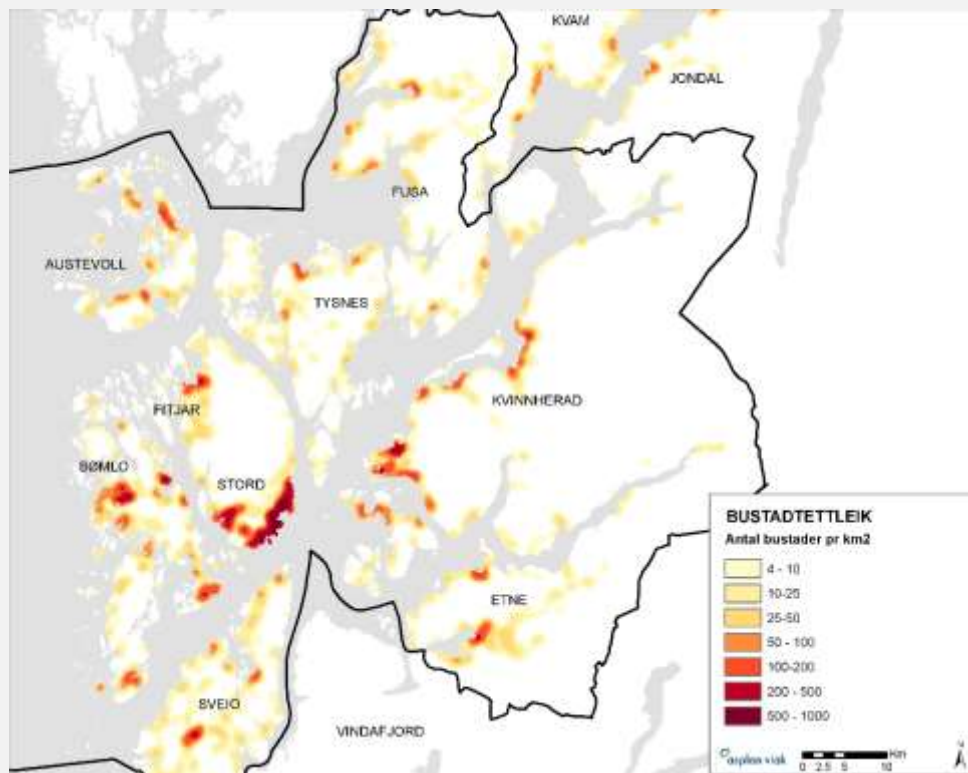 KVAM
JONDAL
FUSA
AUSTEVOLL
TYSNES
KVINNHERAD
FITJAR
BØMLO
STORD
ETNE
SVEIO
VINDAFJORD
BUSTADTETTLEIK
Antal bustader pr km2
4 - 10
10-25
25-50
50 - 100
100-200
200 - 500
500 - 1000
asplan viak
Km
0 2.5 5 10
N